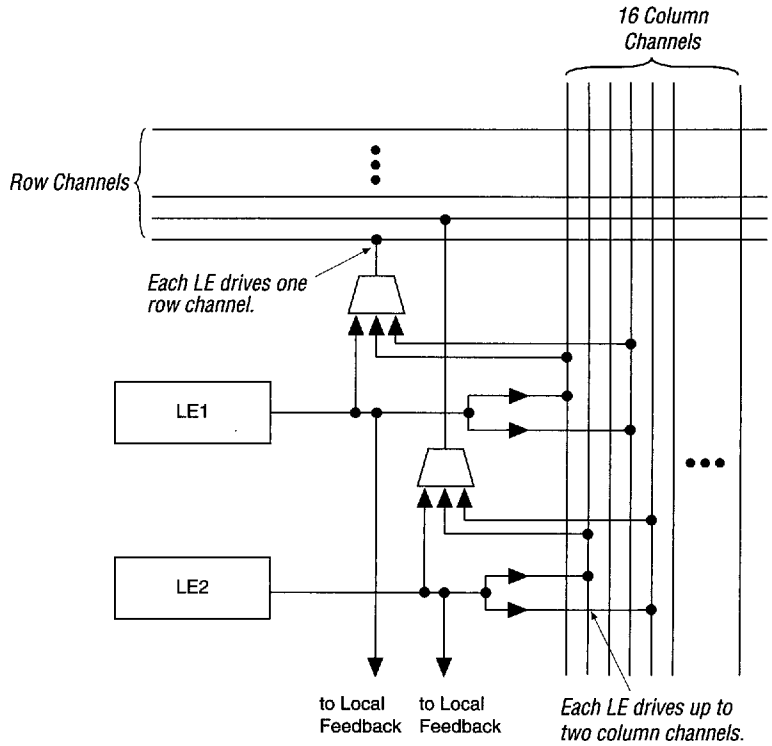 16 Column
Channels
Row Channels
Each LE drives one
row channel.
LE1
LE2
to Local
Feedback
to Local
Feedback
Each LE drives up to
two column channels.